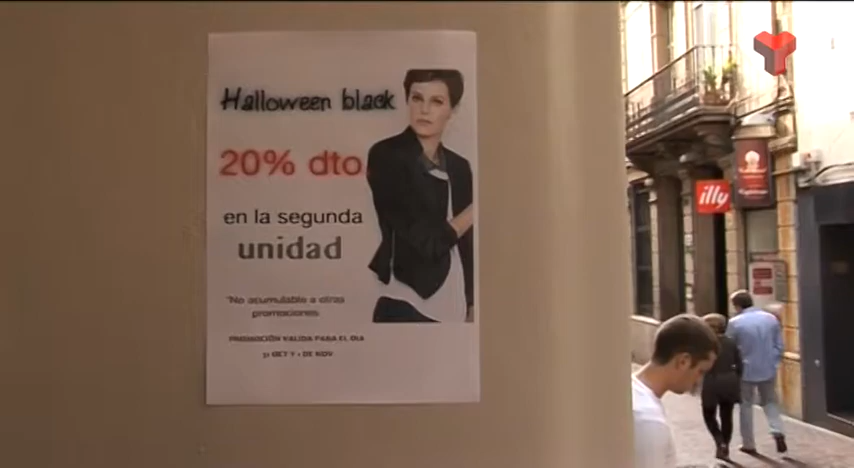 Halloween black
20% dto
en la segunda
unidad
*No acumulable a otras
promociones
PROMOCIÓN VALIDA PARA EL DIA
31 OCT Y 1 DE NOV
illy